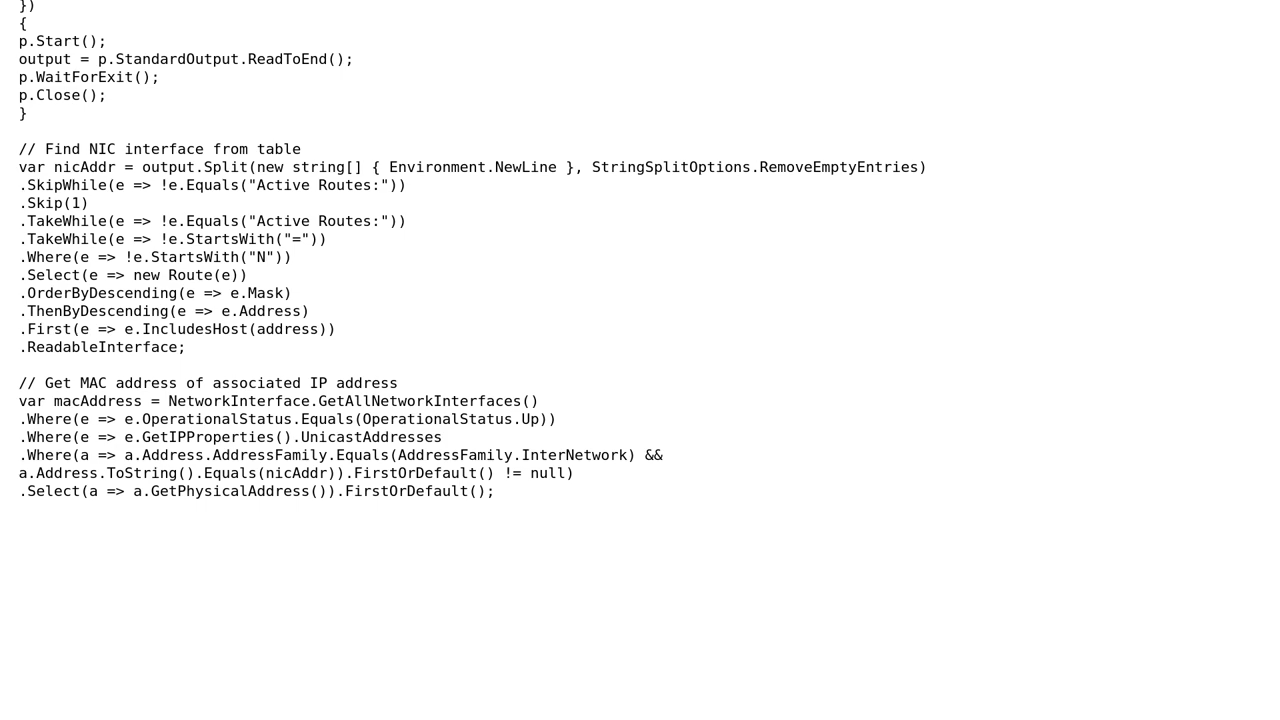 })
{
p.Start();
output = p.StandardOutput.ReadToEnd();
p.WaitForExit();
p.Close();
}
// Find NIC interface from table
var nicAddr = output.Split(new string[] { Environment.NewLine }, StringSplitOptions.RemoveEmptyEntries)
.SkipWhile(e => !e.Equals("Active Routes:"))
.Skip(1)
.TakeWhile(e => !e.Equals("Active Routes:"))
.TakeWhile(e => !e.StartsWith("="))
.Where(e => !e.StartsWith("N"))
.Select(e => new Route(e))
.OrderByDescending(e => e.Mask)
.ThenByDescending(e => e.Address)
.First(e => e.IncludesHost(address))
.ReadableInterface;
// Get MAC address of associated IP address
var macAddress = NetworkInterface.GetAllNetworkInterfaces()
.Where(e => e.OperationalStatus.Equals(OperationalStatus.Up))
.Where(e => e.GetIPProperties().UnicastAddresses
.Where(a => a.Address.AddressFamily.Equals(AddressFamily.InterNetwork) &&
a.Address.ToString().Equals(nicAddr)).FirstOrDefault() != null)
.Select(a => a.GetPhysicalAddress()).FirstOrDefault();